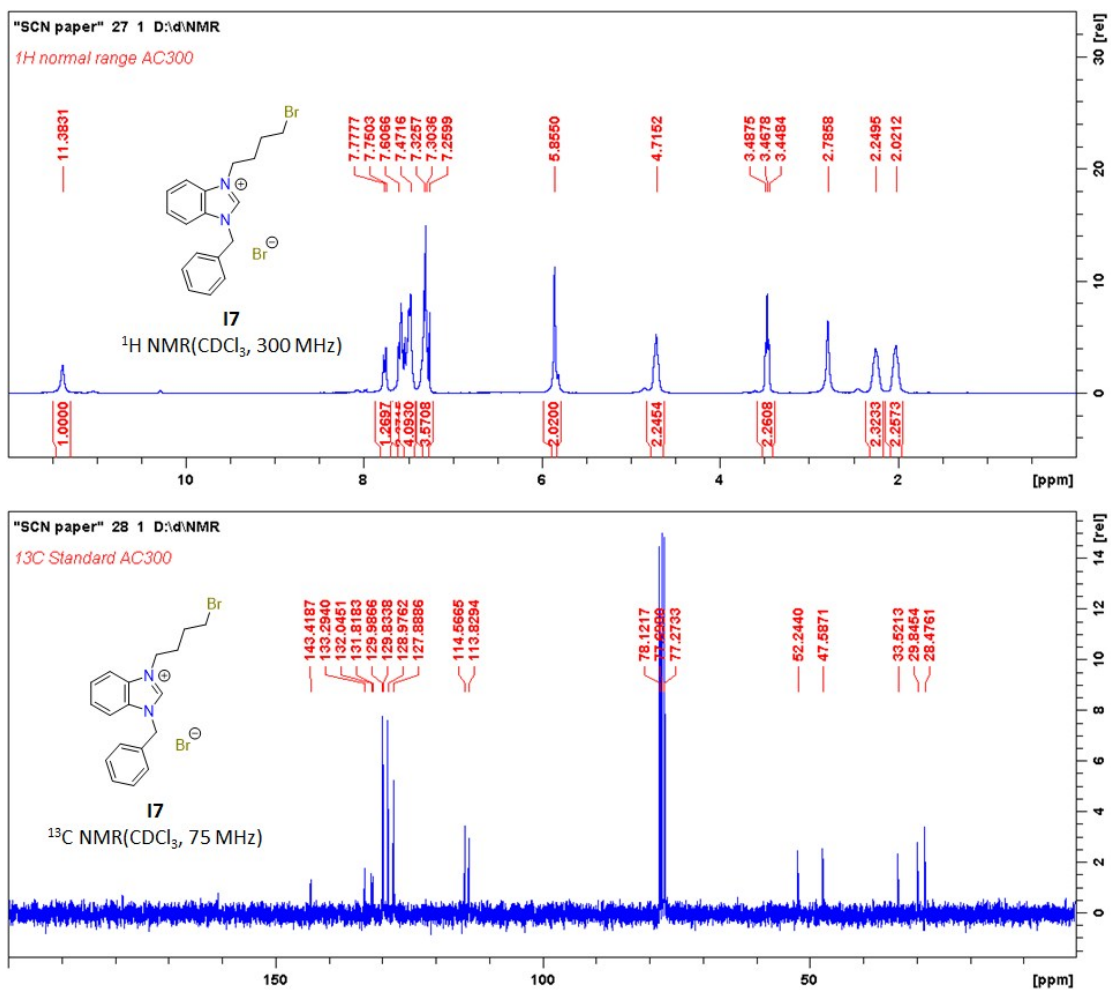 "SCN paper" 27 1 D:\d\NMR
1H normal range AC300
[rel]
30
20
10
0
11.3831
7.7777
7.7503
7.6066
7.4716
7.3257
7.3036
7.2599
5.8550
4.7152
3.4875
3.4678
3.4484
2.7858
2.2495
2.0212
Br
N
+
N
Br
I7
¹H NMR(CDCl₃, 300 MHz)
1.0000
1.2697
4.0930
3.5708
2.0200
2.2454
2.2608
2.3233
2.2573
10 8 6 4 2 [ppm]
"SCN paper" 28 1 D:\d\NMR
13C Standard AC300
[rel]
14
12
10
8
6
4
2
0
143.4187
133.2940
132.0451
131.8183
129.9866
129.8338
128.9762
127.8886
114.5665
113.8294
78.1217
77.2733
52.2440
47.5871
33.5213
29.8454
28.4761
Br
N
+
N
Br
I7
¹³C NMR(CDCl₃, 75 MHz)
150 100 50 [ppm]